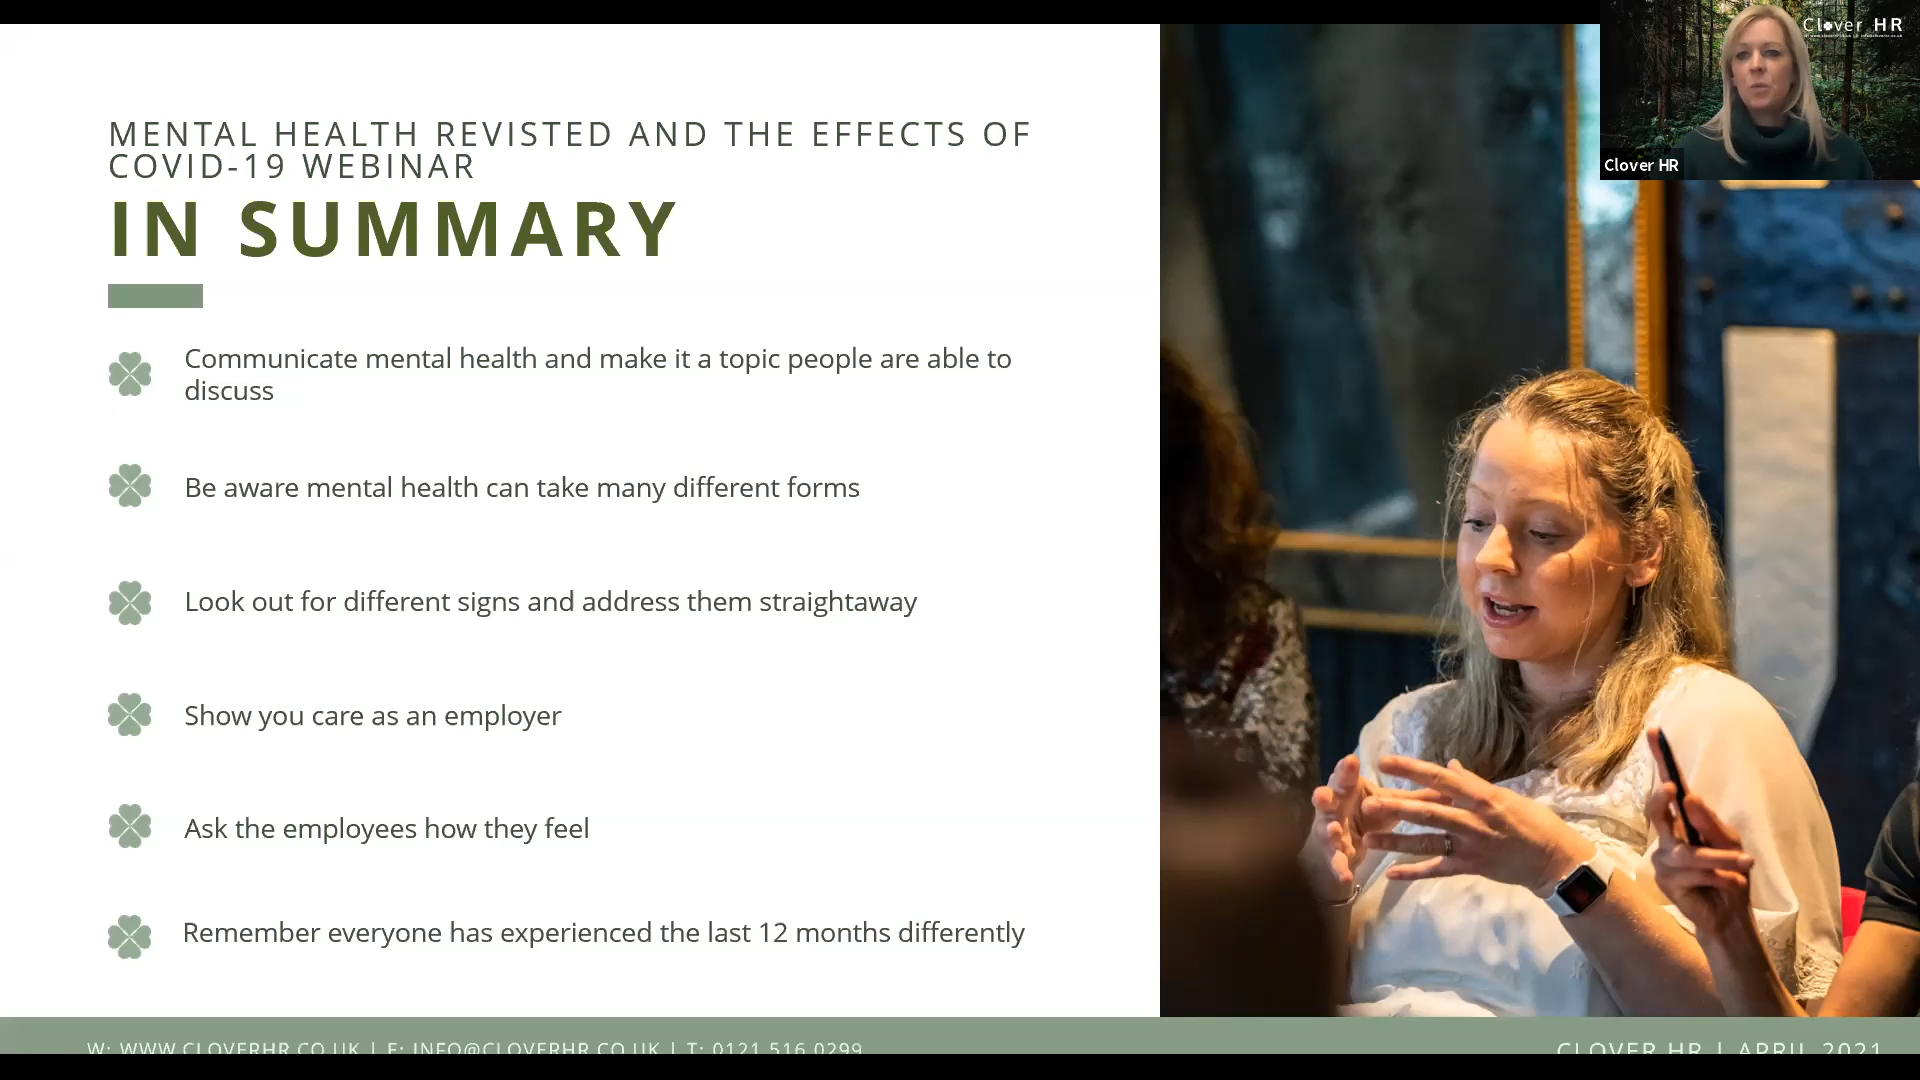 Clover HR
Clover HR
MENTAL HEALTH REVISTED AND THE EFFECTS OF
COVID-19 WEBINAR
IN SUMMARY
Communicate mental health and make it a topic people are able to
discuss
Be aware mental health can take many different forms
Look out for different signs and address them straightaway
Show you care as an employer
Ask the employees how they feel
Remember everyone has experienced the last 12 months differently
W: WWW.CLOVERHR.CO.UK | E: INFO@CLOVERHR.CO.UK | T: 0121 516 0299
CLOVER HR | APRIL 2021